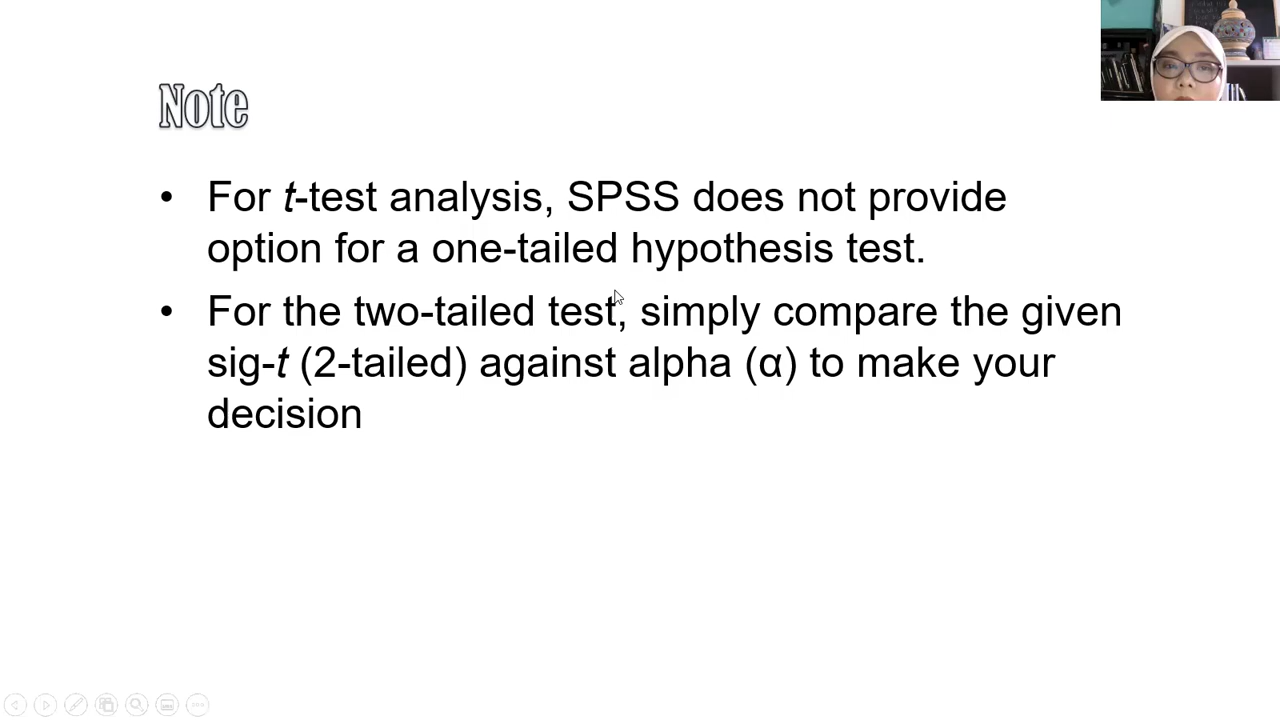 Note
• For t-test analysis, SPSS does not provide
option for a one-tailed hypothesis test.
• For the two-tailed test, simply compare the given
sig-t (2-tailed) against alpha (α) to make your
decision